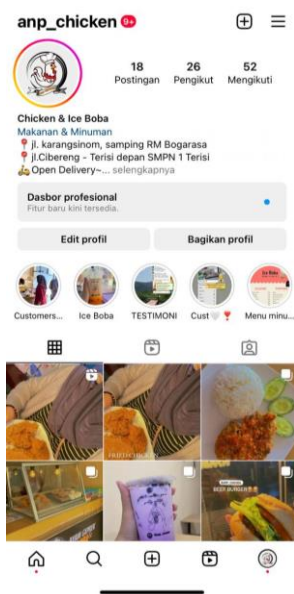 anp_chicken 9+
18 26 52
Postingan Pengikut Mengikuti
Chicken & Ice Boba
Makanan & Minuman
jl. karangsinom, samping RM Bogarasa
jl.Cibereng - Terisi depan SMPN 1 Terisi
Open Delivery~... selengkapnya
Dasbor profesional
Fitur baru kini tersedia.
Edit profil Bagikan profil
Customers... Ice Boba TESTIMONI Cust Menu minu...
BEEF BURGER